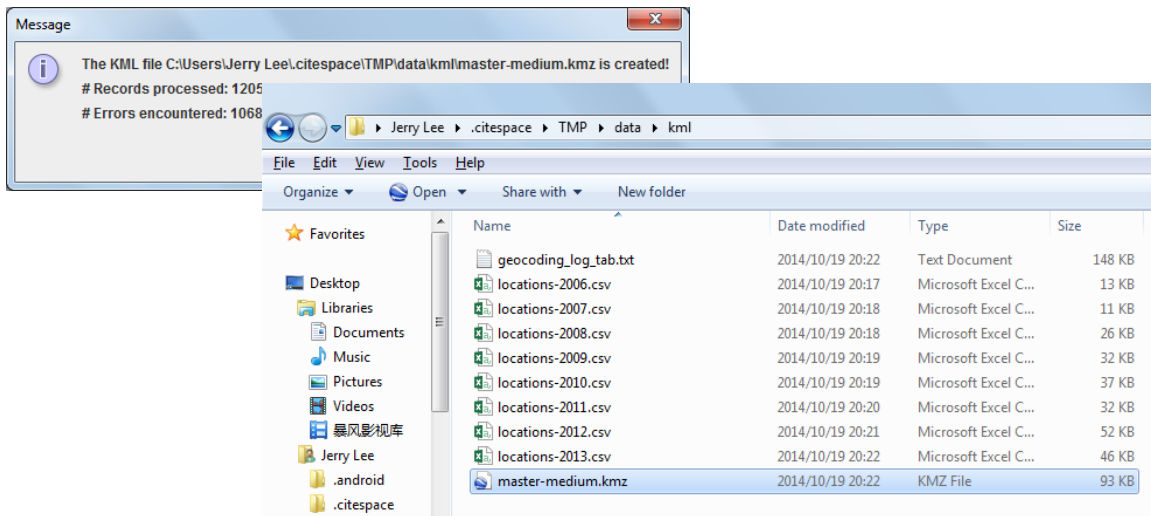 Message
The KML file C:\Users\Jerry Lee\.citespace\TMP\data\kml\master-medium.kmz is created!
# Records processed: 1205
# Errors encountered: 1068
Jerry Lee ▸ .citespace ▸ TMP ▸ data ▸ kml
File Edit View Tools Help
Organize Open Share with New folder
Favorites
Desktop
Libraries
Documents
Music
Pictures
Videos
暴风影视库
Jerry Lee
.android
.citespace
Name Date modified Type Size
geocoding_log_tab.txt 2014/10/19 20:22 Text Document 148 KB
locations-2006.csv 2014/10/19 20:17 Microsoft Excel C... 13 KB
locations-2007.csv 2014/10/19 20:18 Microsoft Excel C... 11 KB
locations-2008.csv 2014/10/19 20:18 Microsoft Excel C... 26 KB
locations-2009.csv 2014/10/19 20:19 Microsoft Excel C... 32 KB
locations-2010.csv 2014/10/19 20:19 Microsoft Excel C... 37 KB
locations-2011.csv 2014/10/19 20:20 Microsoft Excel C... 32 KB
locations-2012.csv 2014/10/19 20:21 Microsoft Excel C... 52 KB
locations-2013.csv 2014/10/19 20:22 Microsoft Excel C... 46 KB
master-medium.kmz 2014/10/19 20:22 KMZ File 93 KB